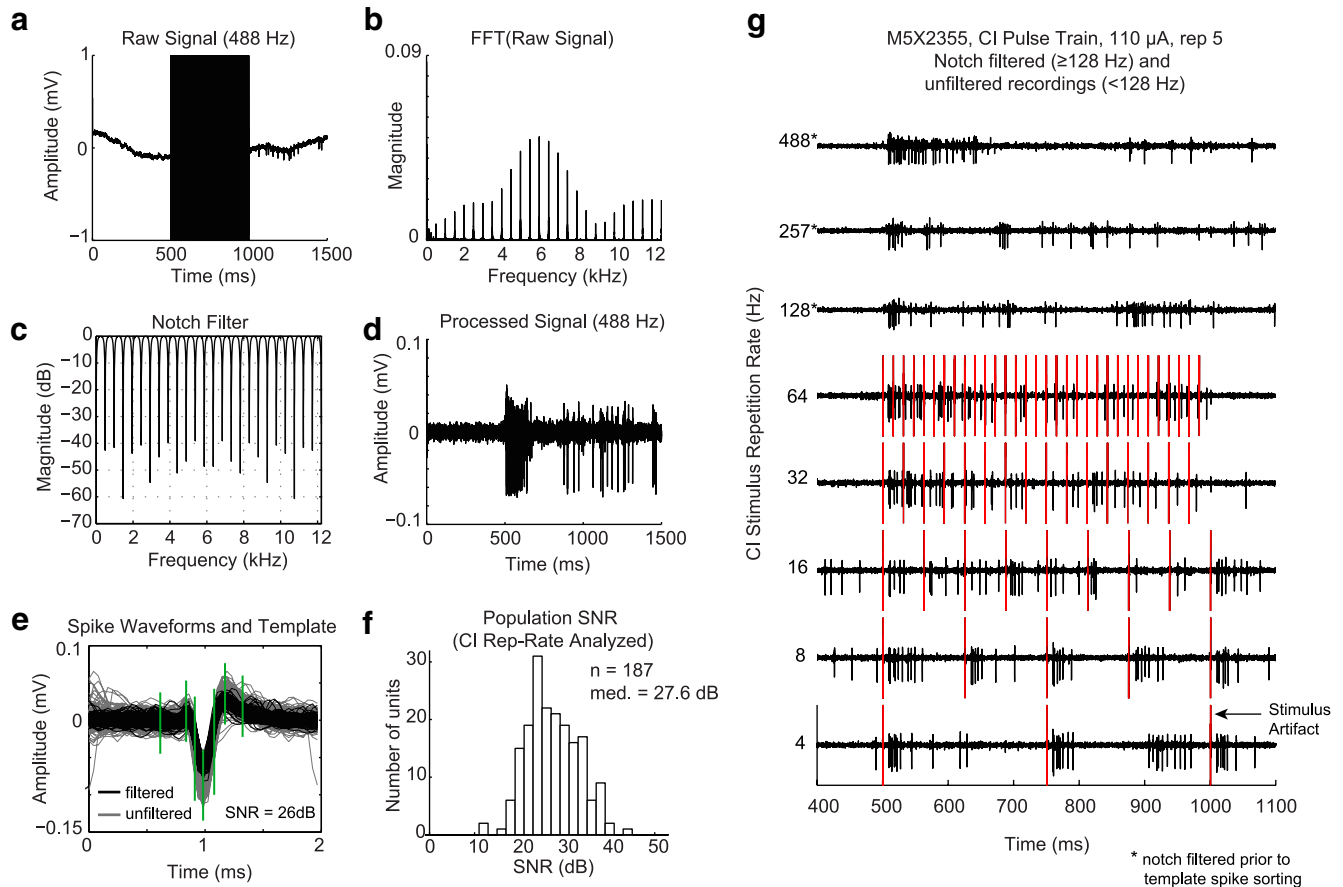 a
Raw Signal (488 Hz)
1
0
−1
Amplitude (mV)
0 500 1000 1500
Time (ms)
b
FFT(Raw Signal)
0.09
0
Magnitude
0 2 4 6 8 10 12
Frequency (kHz)
c
Notch Filter
0
−10
−20
−30
−40
−50
−60
−70
Magnitude (dB)
0 2 4 6 8 10 12
Frequency (kHz)
d
Processed Signal (488 Hz)
0.1
0
−0.1
Amplitude (mV)
0 500 1000 1500
Time (ms)
e
Spike Waveforms and Template
0.1
0
−0.15
Amplitude (mV)
filtered
unfiltered
SNR = 26dB
0 1 2
Time (ms)
f
Population SNR
(CI Rep-Rate Analyzed)
n = 187
med. = 27.6 dB
30
20
10
0
Number of units
0 10 20 30 40 50
SNR (dB)
g
M5X2355, CI Pulse Train, 110 µA, rep 5
Notch filtered (≥128 Hz) and
unfiltered recordings (<128 Hz)
488*
257*
128*
64
32
16
8
4
CI Stimulus Repetition Rate (Hz)
Stimulus
Artifact
400 500 600 700 800 900 1000 1100
Time (ms)
* notch filtered prior to
template spike sorting